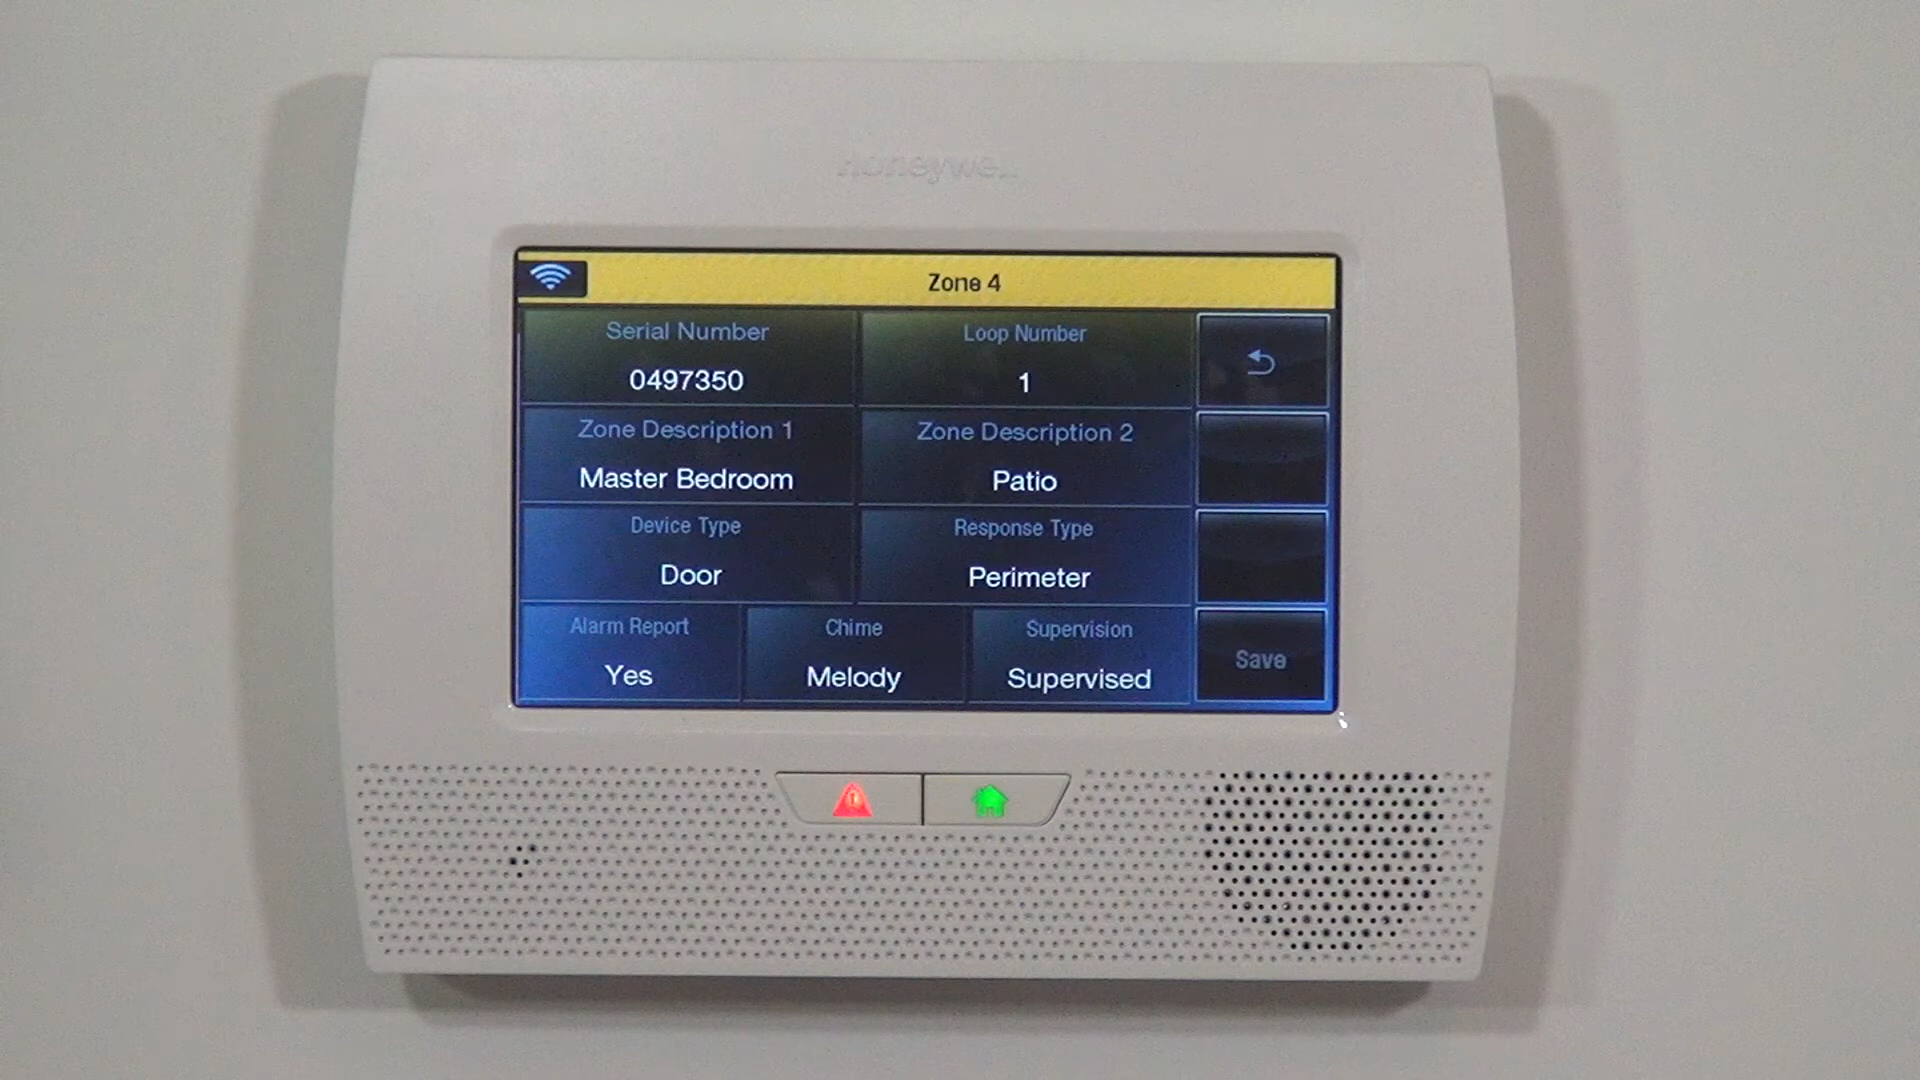 Honeywell
Zone 4
Serial Number
0497350
Loop Number
1
Zone Description 1
Master Bedroom
Zone Description 2
Patio
Device Type
Door
Response Type
Perimeter
Alarm Report
Yes
Chime
Melody
Supervision
Supervised
Save